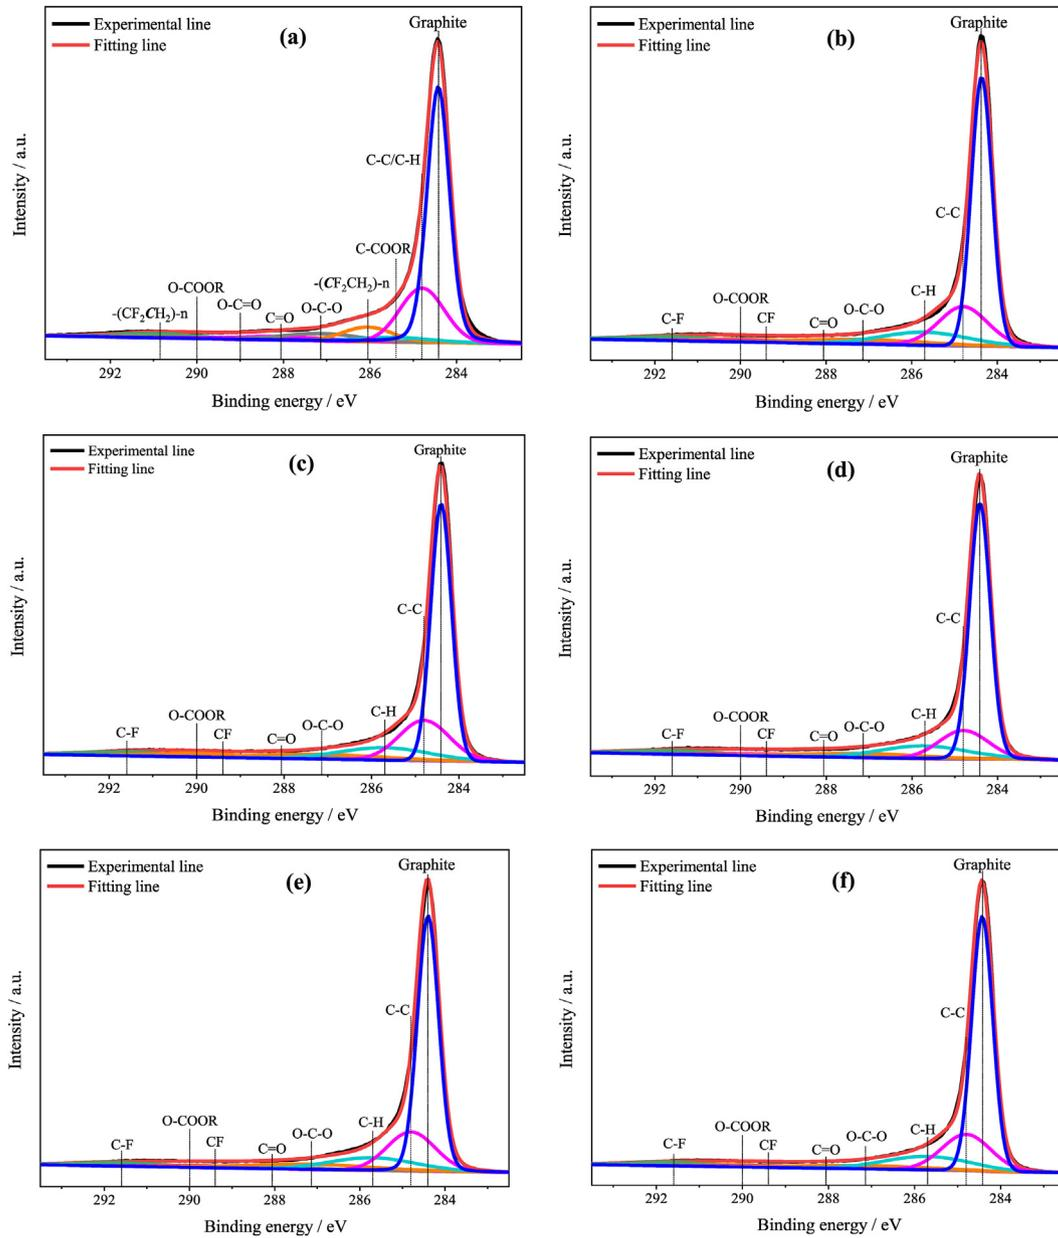 Experimental line
Fitting line
(a)
Graphite
C-C/C-H
C-COOR
-(CF₂CH₂)-n
O-COOR
O-C=O
-(CF₂CH₂)-n
C=O
O-C-O
Intensity / a.u.
292 290 288 286 284
Binding energy / eV
Experimental line
Fitting line
(b)
Graphite
C-C
C-H
O-COOR
O-C-O
C-F
CF
C=O
Intensity / a.u.
292 290 288 286 284
Binding energy / eV
Experimental line
Fitting line
(c)
Graphite
C-C
C-H
O-COOR
O-C-O
C-F
CF
C=O
Intensity / a.u.
292 290 288 286 284
Binding energy / eV
Experimental line
Fitting line
(d)
Graphite
C-C
C-H
O-COOR
O-C-O
C-F
CF
C=O
Intensity / a.u.
292 290 288 286 284
Binding energy / eV
Experimental line
Fitting line
(e)
Graphite
C-C
O-COOR
C-H
O-C-O
C-F
CF
C=O
Intensity / a.u.
292 290 288 286 284
Binding energy / eV
Experimental line
Fitting line
(f)
Graphite
C-C
O-COOR
C-H
O-C-O
C-F
CF
C=O
Intensity / a.u.
292 290 288 286 284
Binding energy / eV